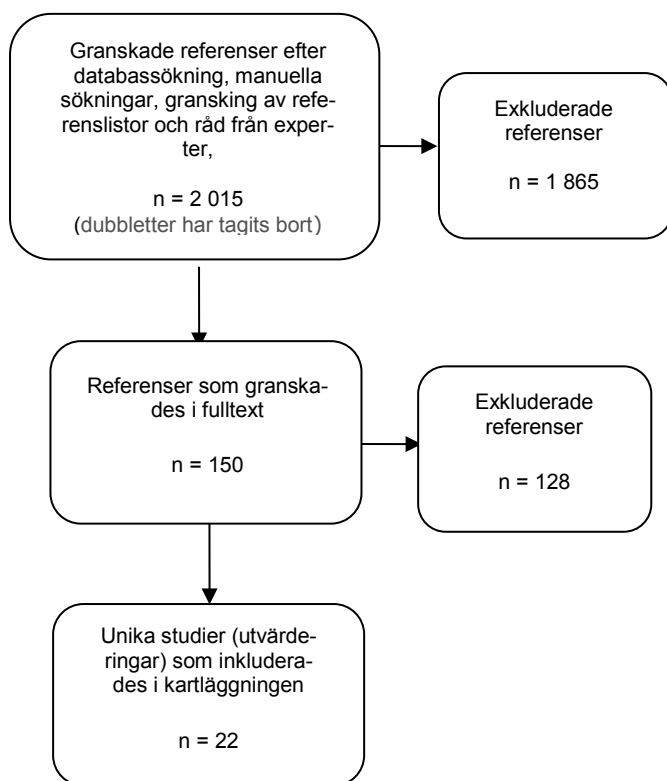 Granskade referenser efter
databassökning, manuella
sökningar, gransking av refe-
renslistor och råd från exper-
ter,
n = 2 015
(dubbletter har tagits bort)
Exkluderade
referenser
n = 1 865
Referenser som granska-
des i fulltext
n = 150
Exkluderade
referenser
n = 128
Unika studier (utvärde-
ringar) som inkludera-
des i kartläggningen
n = 22